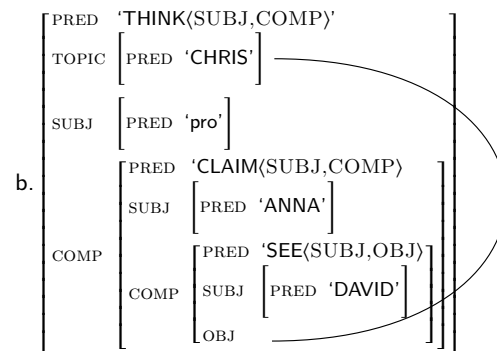 PRED ‘THINK⟨SUBJ,COMP⟩’
TOPIC [PRED ‘CHRIS’]
SUBJ [PRED ‘pro’]
b.
PRED ‘CLAIM⟨SUBJ,COMP⟩
SUBJ [PRED ‘ANNA’]
COMP
PRED ‘SEE⟨SUBJ,OBJ⟩
COMP SUBJ [PRED ‘DAVID’]
OBJ